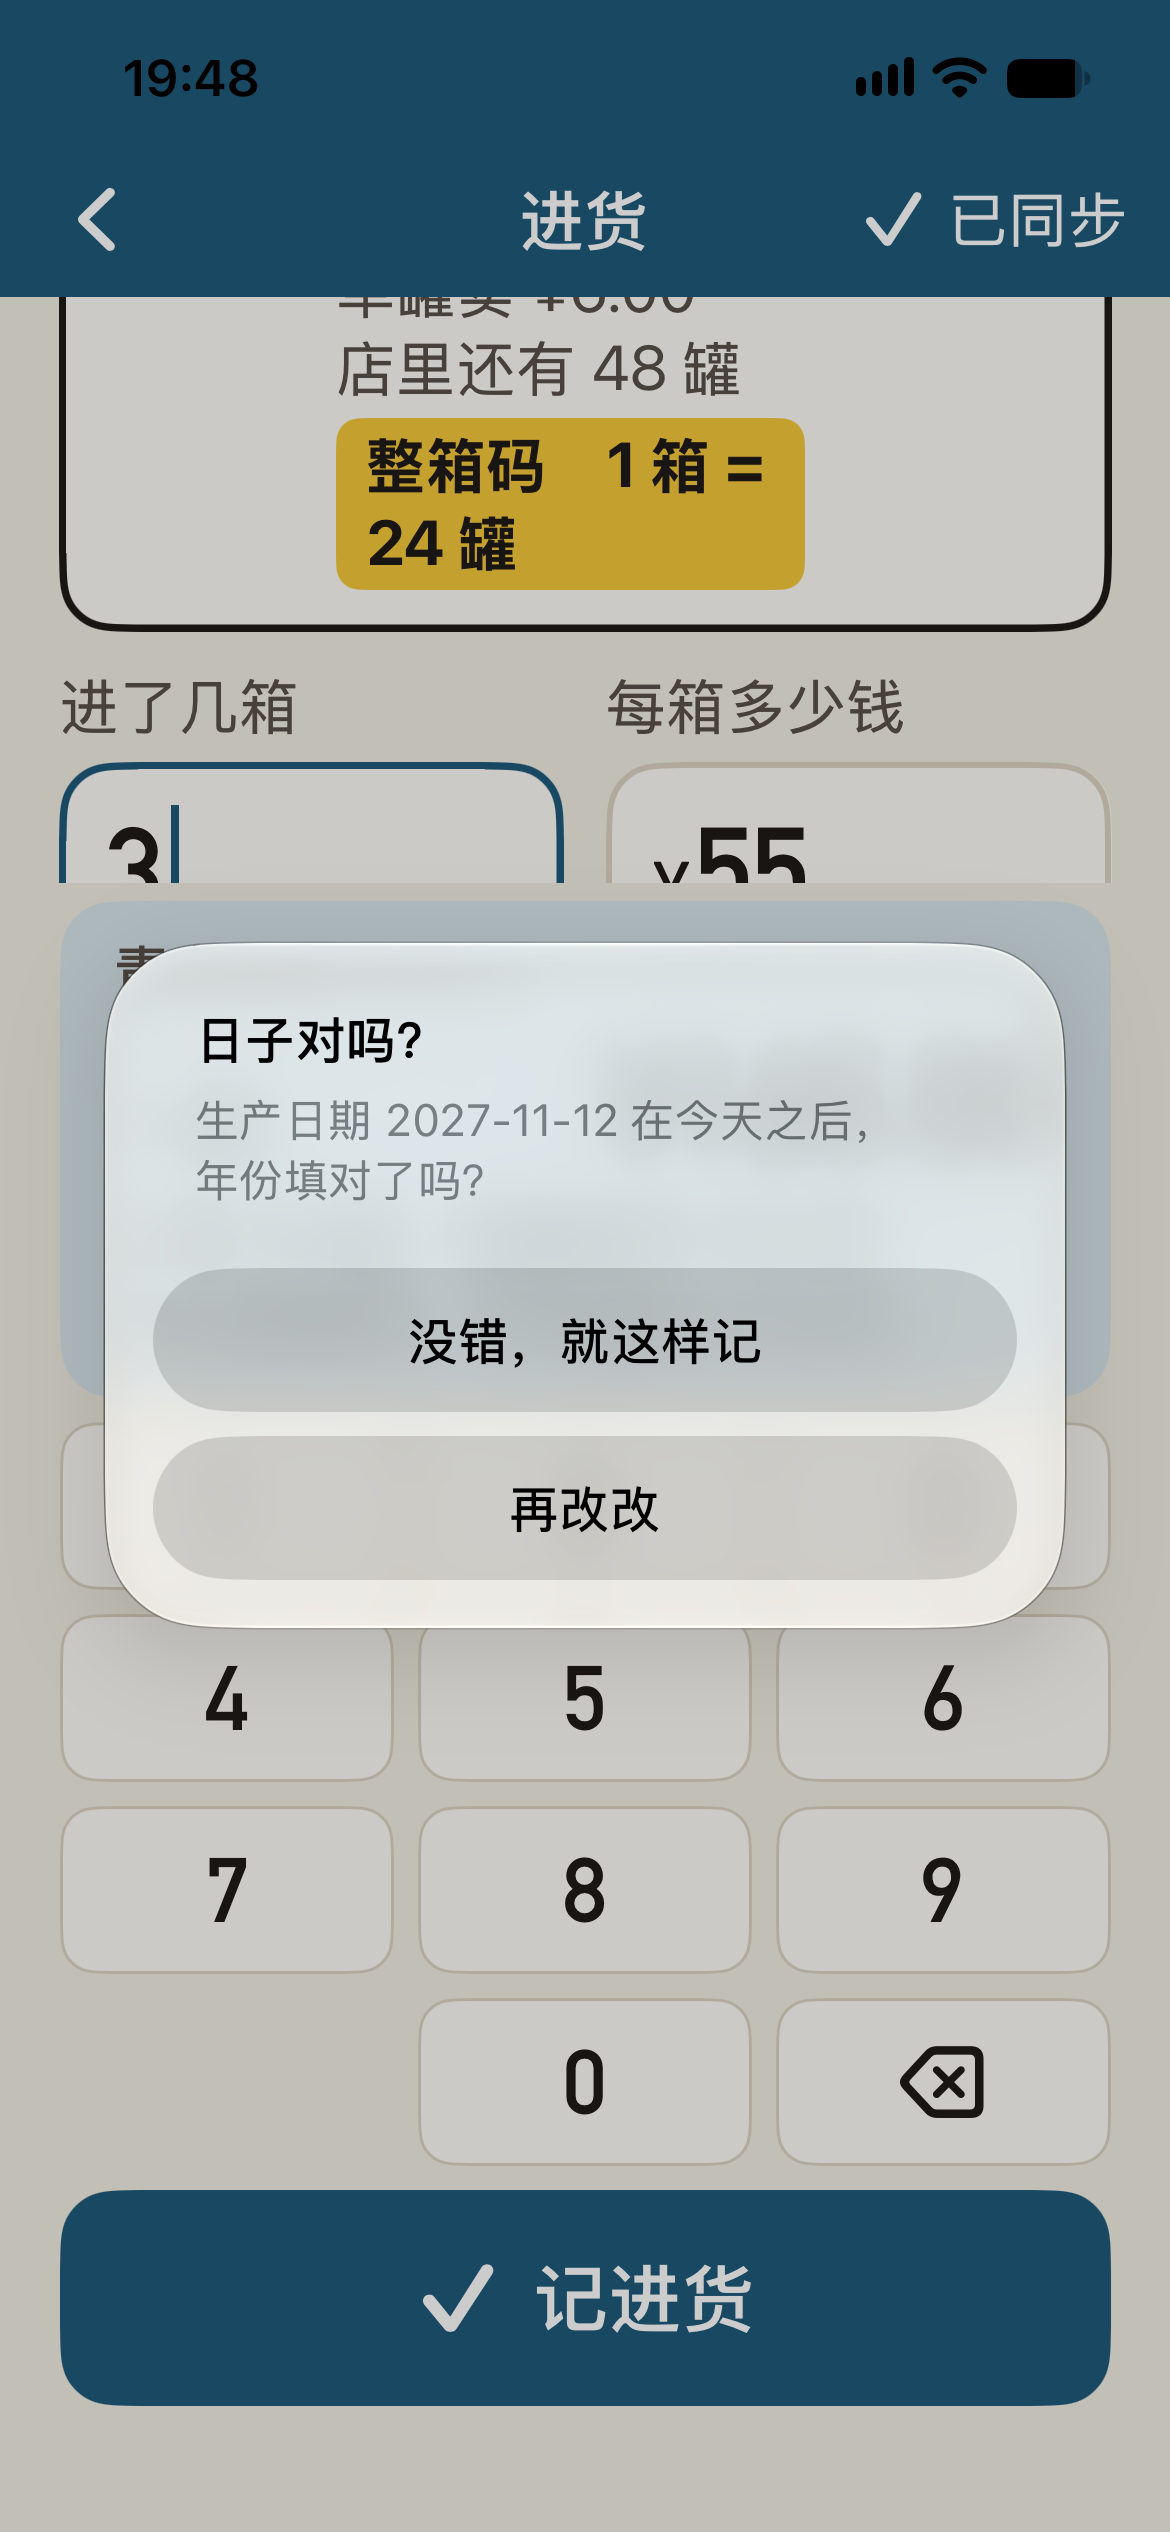 19:48
进货
已同步
店里还有 48 罐
整箱码 1 箱 =
24 罐
进了几箱
每箱多少钱
3
¥55
日子对吗?
生产日期 2027-11-12 在今天之后，
年份填对了吗?
没错，就这样记
再改改
4
5
6
7
8
9
0
记进货